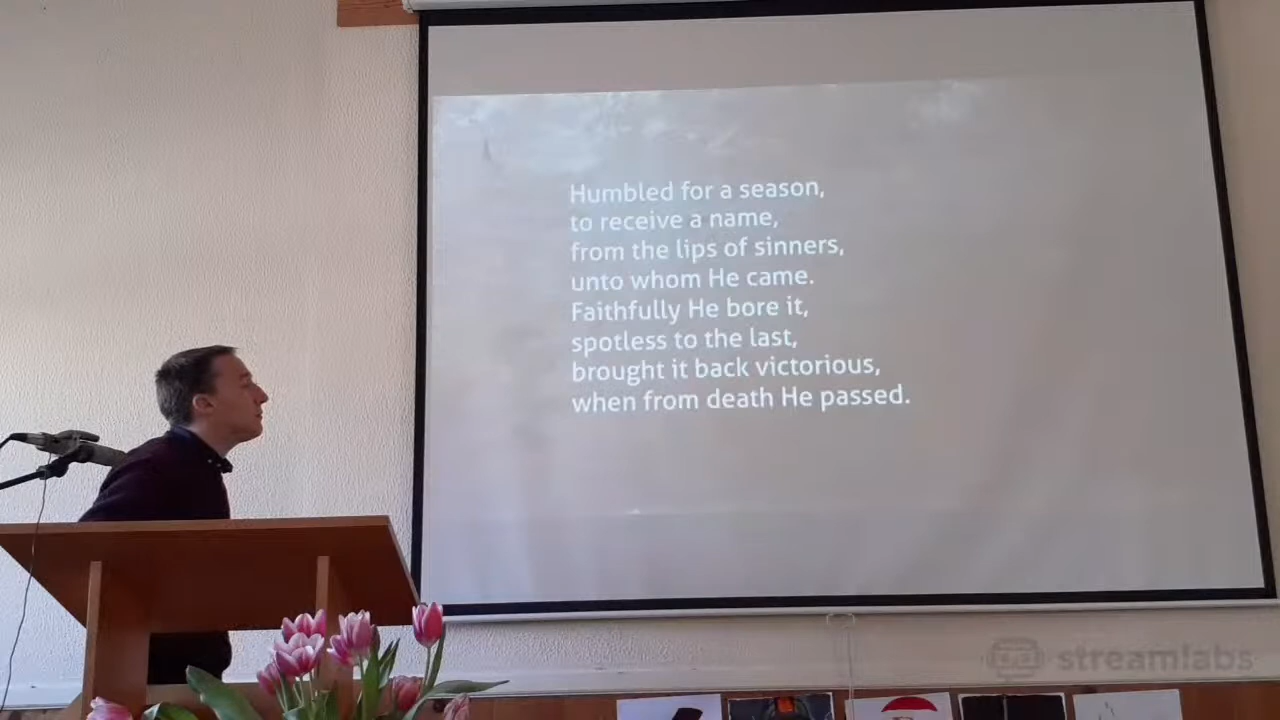 Humbled for a season,
to receive a name,
from the lips of sinners,
unto whom He came.
Faithfully He bore it,
spotless to the last,
brought it back victorious,
when from death He passed.
streamlabs